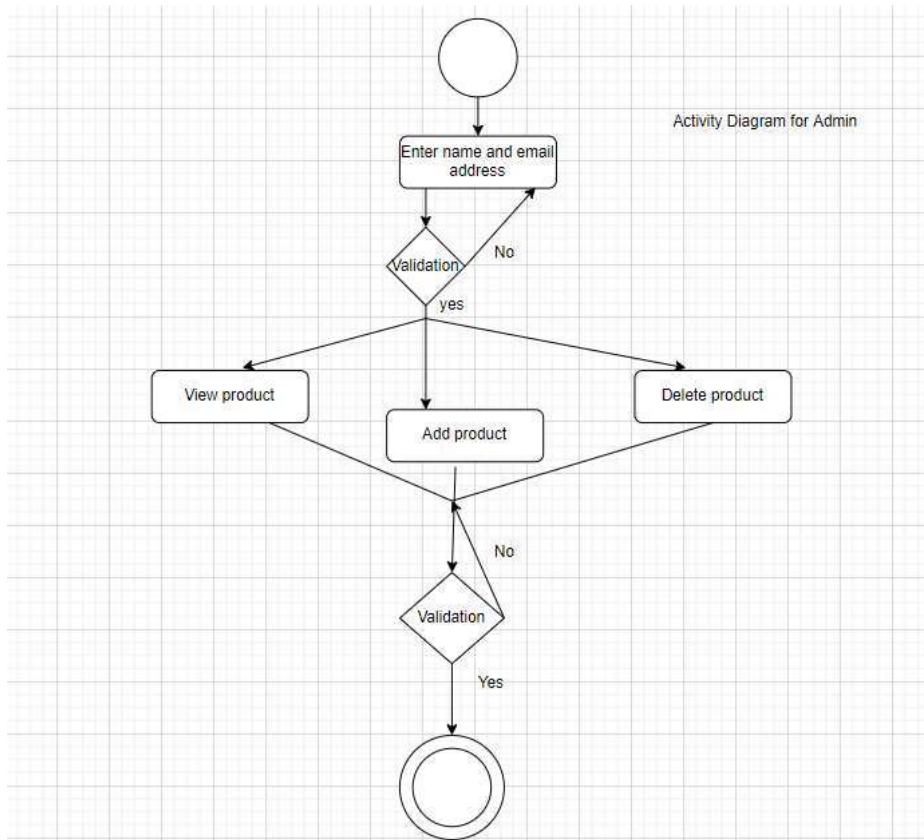 Activity Diagram for Admin
Enter name and email
address
Validation
No
yes
View product
Add product
Delete product
No
Validation
Yes